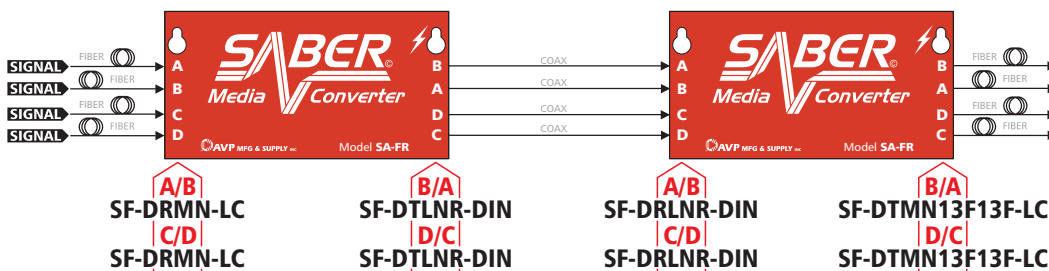 SABER©
Media Converter
AVP MFG & SUPPLY INC Model SA-FR
A
B
C
D
B
A
D
C
SABER©
Media Converter
AVP MFG & SUPPLY INC Model SA-FR
A
B
C
D
B
A
D
C
SIGNAL FIBER
SIGNAL FIBER
SIGNAL FIBER
SIGNAL FIBER
COAX
COAX
COAX
COAX
FIBER
FIBER
FIBER
FIBER
A/B
SF-DRMN-LC
C/D
SF-DRMN-LC
B/A
SF-DTLNR-DIN
D/C
SF-DTLNR-DIN
A/B
SF-DRLNR-DIN
C/D
SF-DRLNR-DIN
B/A
SF-DTMN13F13F-LC
D/C
SF-DTMN13F13F-LC